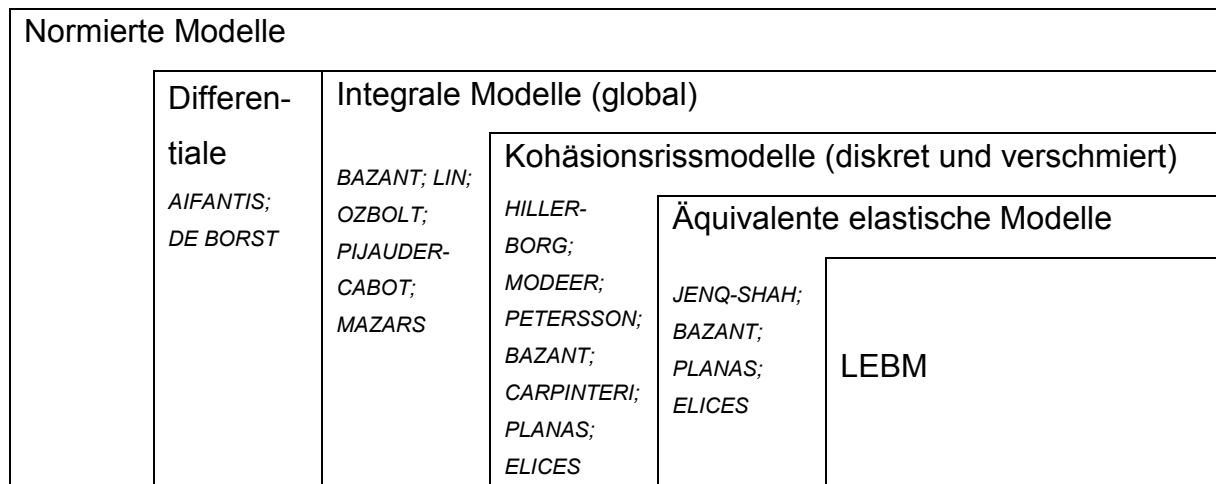 Normierte Modelle
Differen-
tiale
AIFANTIS;
DE BORST
Integrale Modelle (global)
BAZANT; LIN;
OZBOLT;
PIJAUDER-
CABOT;
MAZARS
Kohäsionsrissmodelle (diskret und verschmiert)
HILLER-
BORG;
MODEER;
PETERSSON;
BAZANT;
CARPINTERI;
PLANAS;
ELICES
Äquivalente elastische Modelle
JENQ-SHAH;
BAZANT;
PLANAS;
ELICES
LEBM